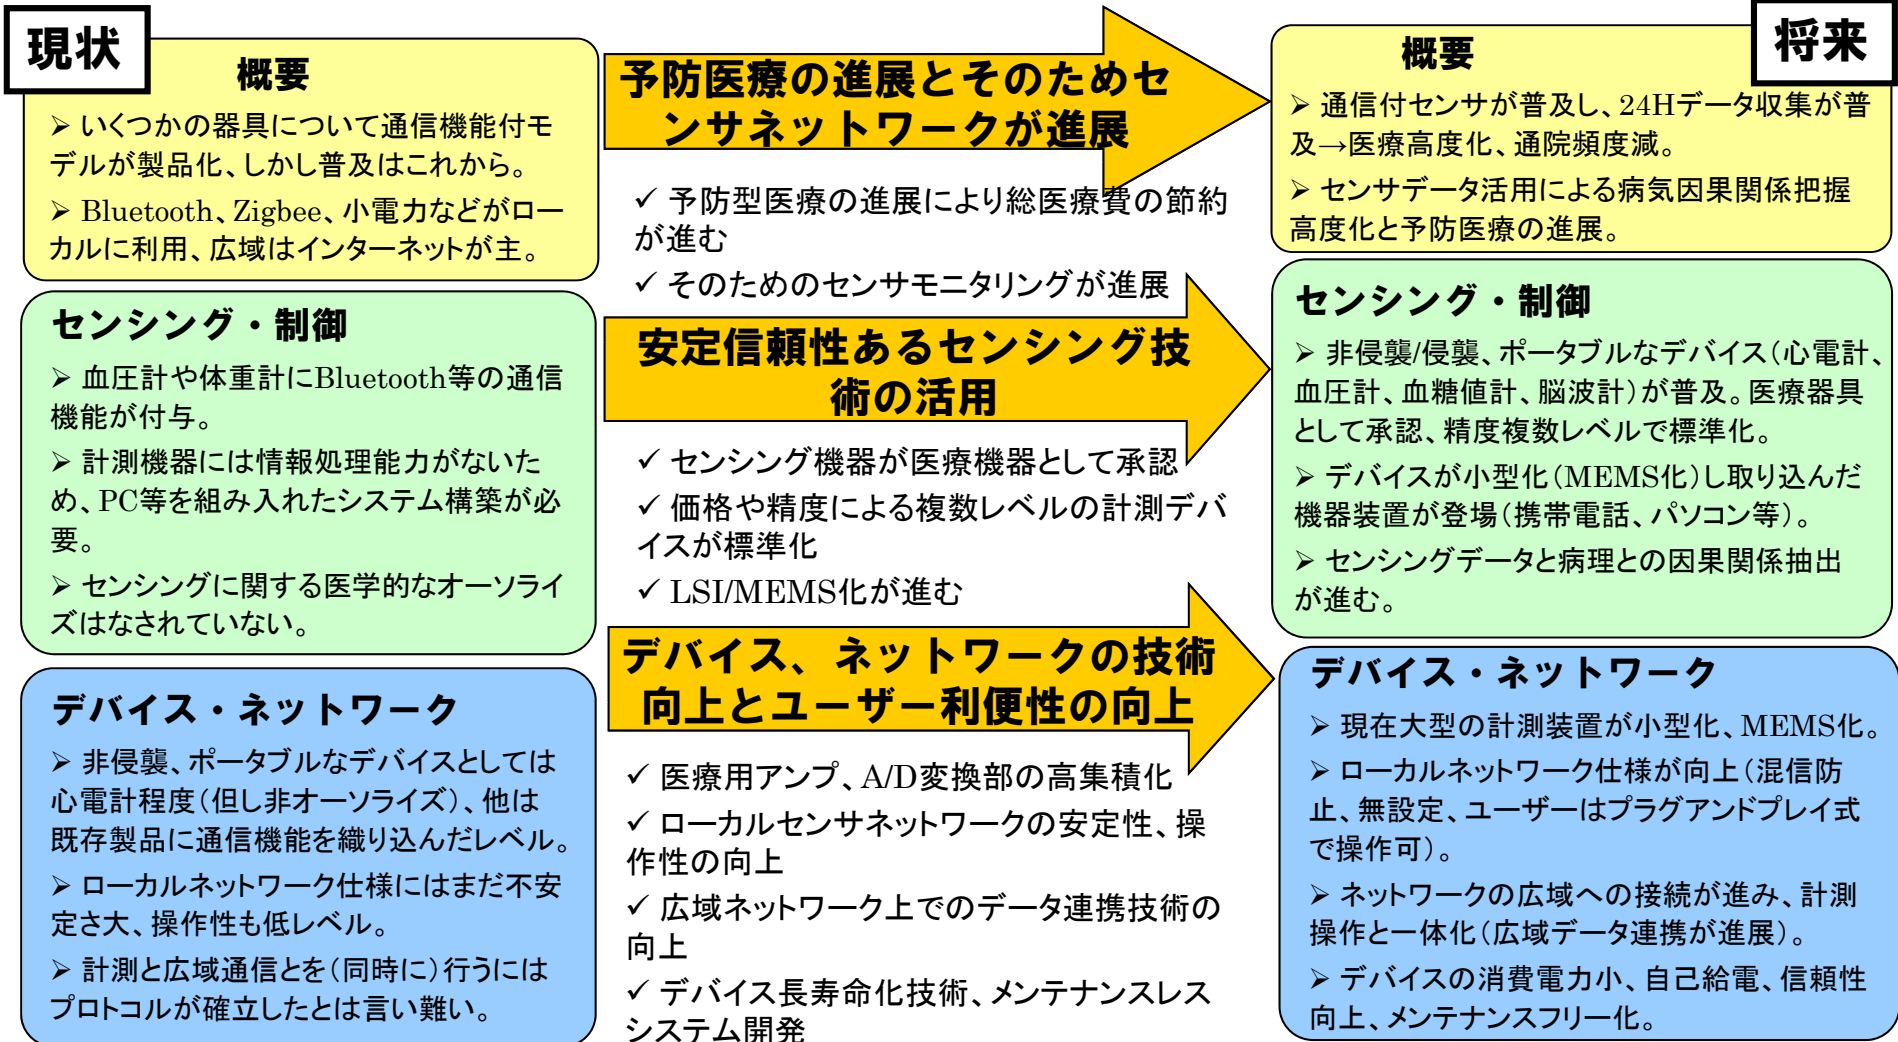 現状
概要
➢ いくつかの器具について通信機能付モ
デルが製品化、しかし普及はこれから。
➢ Bluetooth、Zigbee、小電力などがロー
カルに利用、広域はインターネットが主。
センシング・制御
➢ 血圧計や体重計にBluetooth等の通信
機能が付与。
➢ 計測機器には情報処理能力がないた
め、PC等を組み入れたシステム構築が必
要。
➢ センシングに関する医学的なオーソライ
ズはなされていない。
デバイス・ネットワーク
➢ 非侵襲、ポータブルなデバイスとしては
心電計程度（但し非オーソライズ）、他は
既存製品に通信機能を織り込んだレベル。
➢ ローカルネットワーク仕様にはまだ不安
定さ大、操作性も低レベル。
➢ 計測と広域通信とを（同時に）行うには
プロトコルが確立したとは言い難い。
予防医療の進展とそのためセ
ンサネットワークが進展
✓ 予防型医療の進展により総医療費の節約
が進む
✓ そのためのセンサモニタリングが進展
安定信頼性あるセンシング技
術の活用
✓ センシング機器が医療機器として承認
✓ 価格や精度による複数レベルの計測デバ
イスが標準化
✓ LSI/MEMS化が進む
デバイス、ネットワークの技術
向上とユーザー利便性の向上
✓ 医療用アンプ、A/D変換部の高集積化
✓ ローカルセンサネットワークの安定性、操
作性の向上
✓ 広域ネットワーク上でのデータ連携技術の
向上
✓ デバイス長寿命化技術、メンテナンスレス
システム開発
将来
概要
➢ 通信付センサが普及し、24Hデータ収集が普
及→医療高度化、通院頻度減。
➢ センサデータ活用による病気因果関係把握
高度化と予防医療の進展。
センシング・制御
➢ 非侵襲/侵襲、ポータブルなデバイス（心電計、
血圧計、血糖値計、脳波計）が普及。医療器具
として承認、精度複数レベルで標準化。
➢ デバイスが小型化（MEMS化）し取り込んだ
機器装置が登場（携帯電話、パソコン等）。
➢ センシングデータと病理との因果関係抽出
が進む。
デバイス・ネットワーク
➢ 現在大型の計測装置が小型化、MEMS化。
➢ ローカルネットワーク仕様が向上（混信防
止、無設定、ユーザーはプラグアンドプレイ式
で操作可）。
➢ ネットワークの広域への接続が進み、計測
操作と一体化（広域データ連携が進展）。
➢ デバイスの消費電力小、自己給電、信頼性
向上、メンテナンスフリー化。